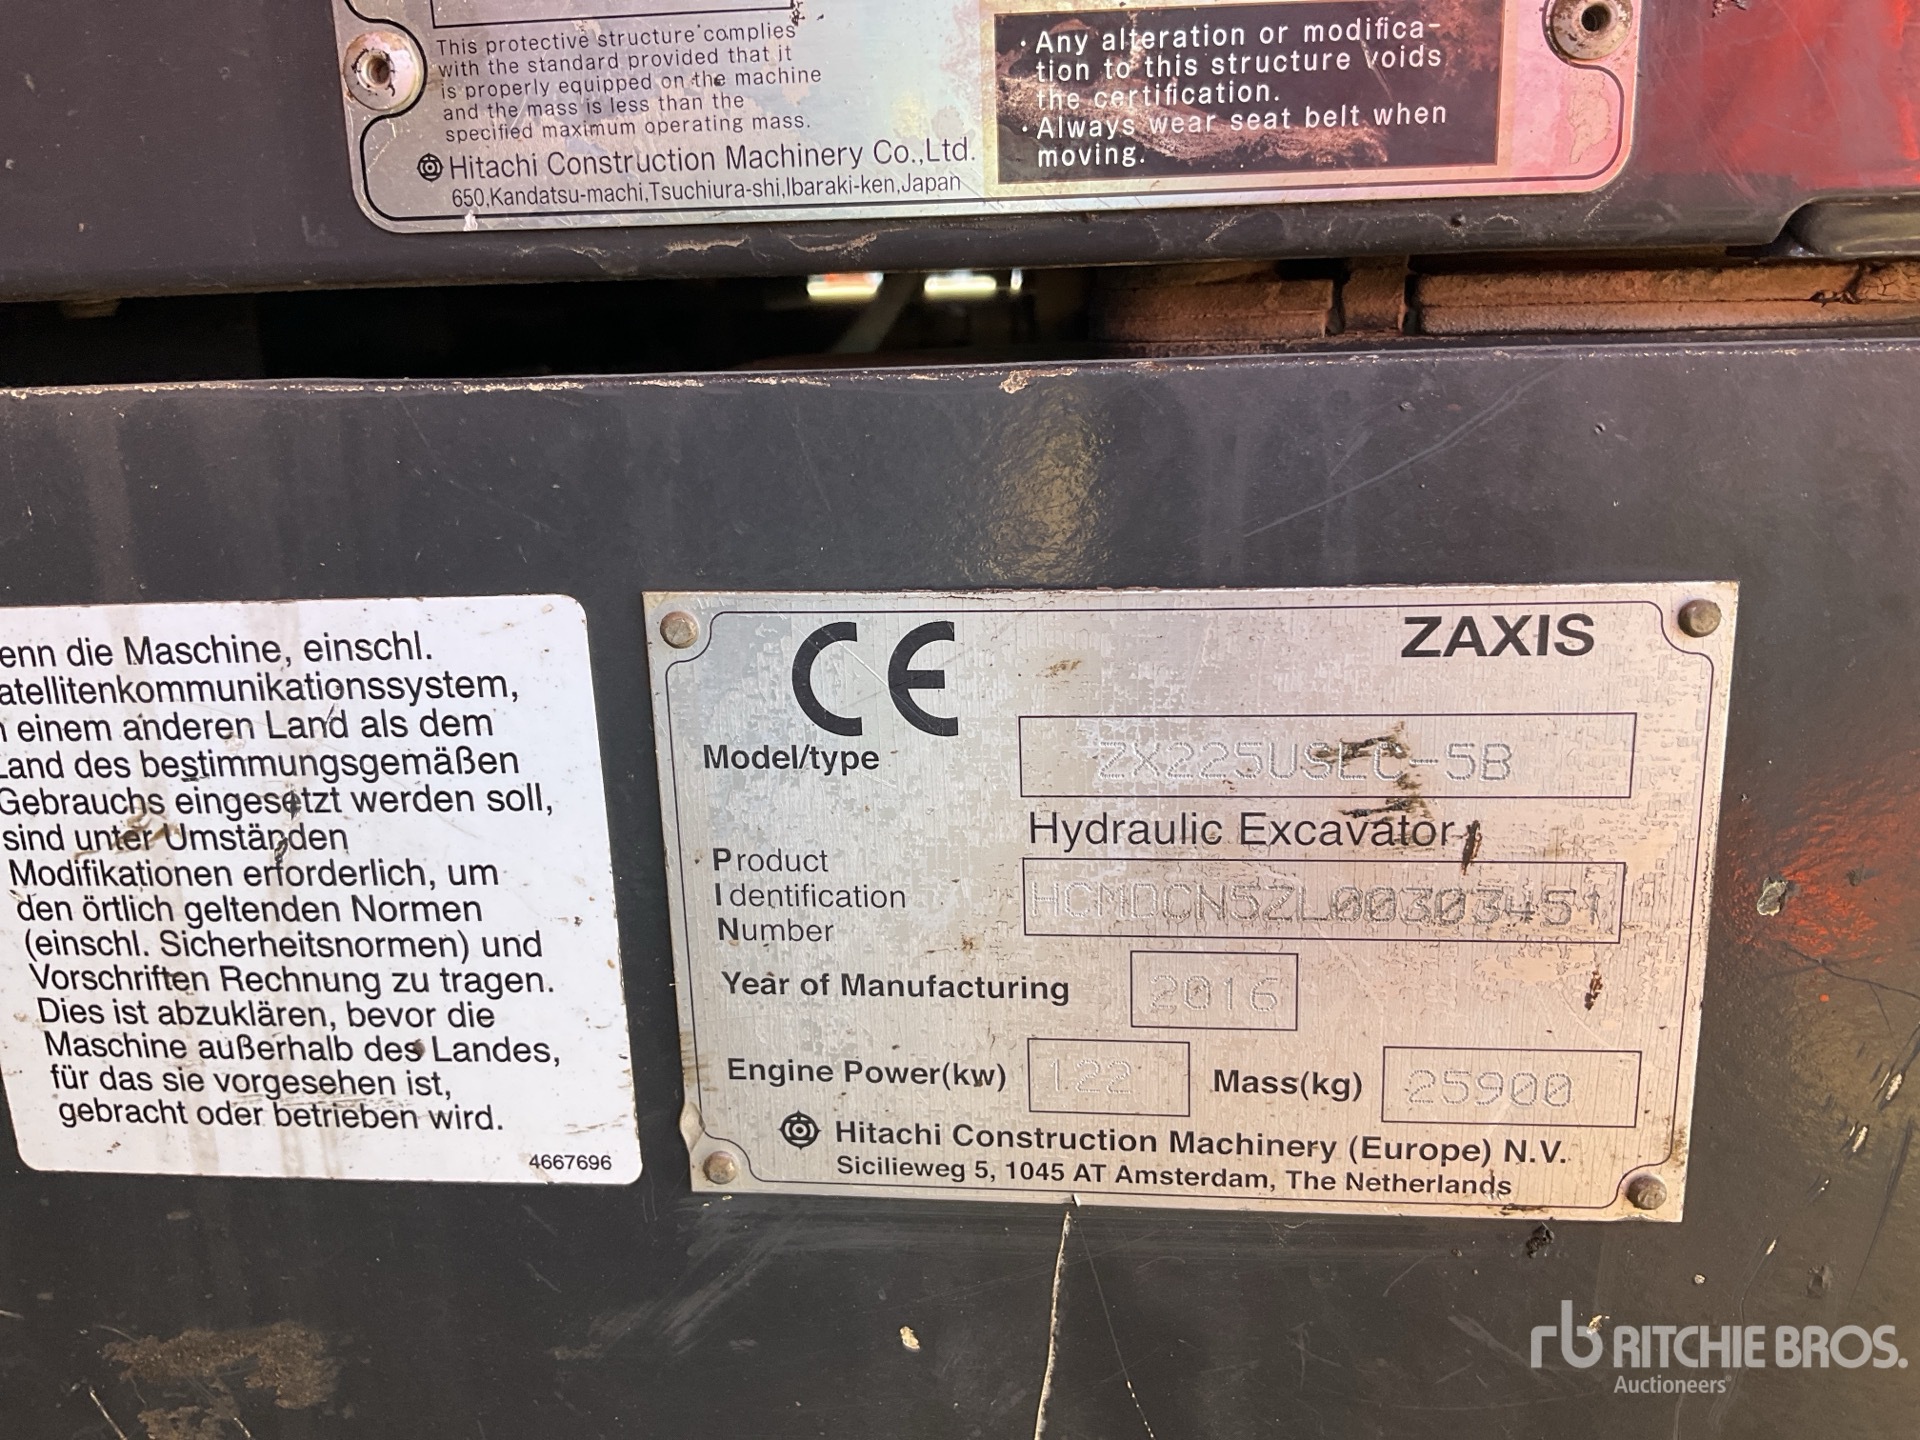 This protective structure complies
with the standard provided that it
is properly equipped on the machine
and the mass is less than the
specified maximum operating mass.
Hitachi Construction Machinery Co.,Ltd.
650,Kandatsu-machi,Tsuchiura-shi,Ibaraki-ken,Japan
· Any alteration or modifica-
tion to this structure voids
the certification.
· Always wear seat belt when
moving.
enn die Maschine, einschl.
atellitenkommunikationssystem,
n einem anderen Land als dem
Land des bestimmungsgemäßen
Gebrauchs eingesetzt werden soll,
sind unter Umständen
Modifikationen erforderlich, um
den örtlich geltenden Normen
(einschl. Sicherheitsnormen) und
Vorschriften Rechnung zu tragen.
Dies ist abzuklären, bevor die
Maschine außerhalb des Landes,
für das sie vorgesehen ist,
gebracht oder betrieben wird.
4667696
CE
ZAXIS
Model/type ZX225USLC-5B
Hydraulic Excavator
Product
Identification
Number
HCMDCN5ZL00303451
Year of Manufacturing 2016
Engine Power(kw) 122 Mass(kg) 25900
Hitachi Construction Machinery (Europe) N.V.
Sicilieweg 5, 1045 AT Amsterdam, The Netherlands
rb RITCHIE BROS.
Auctioneers